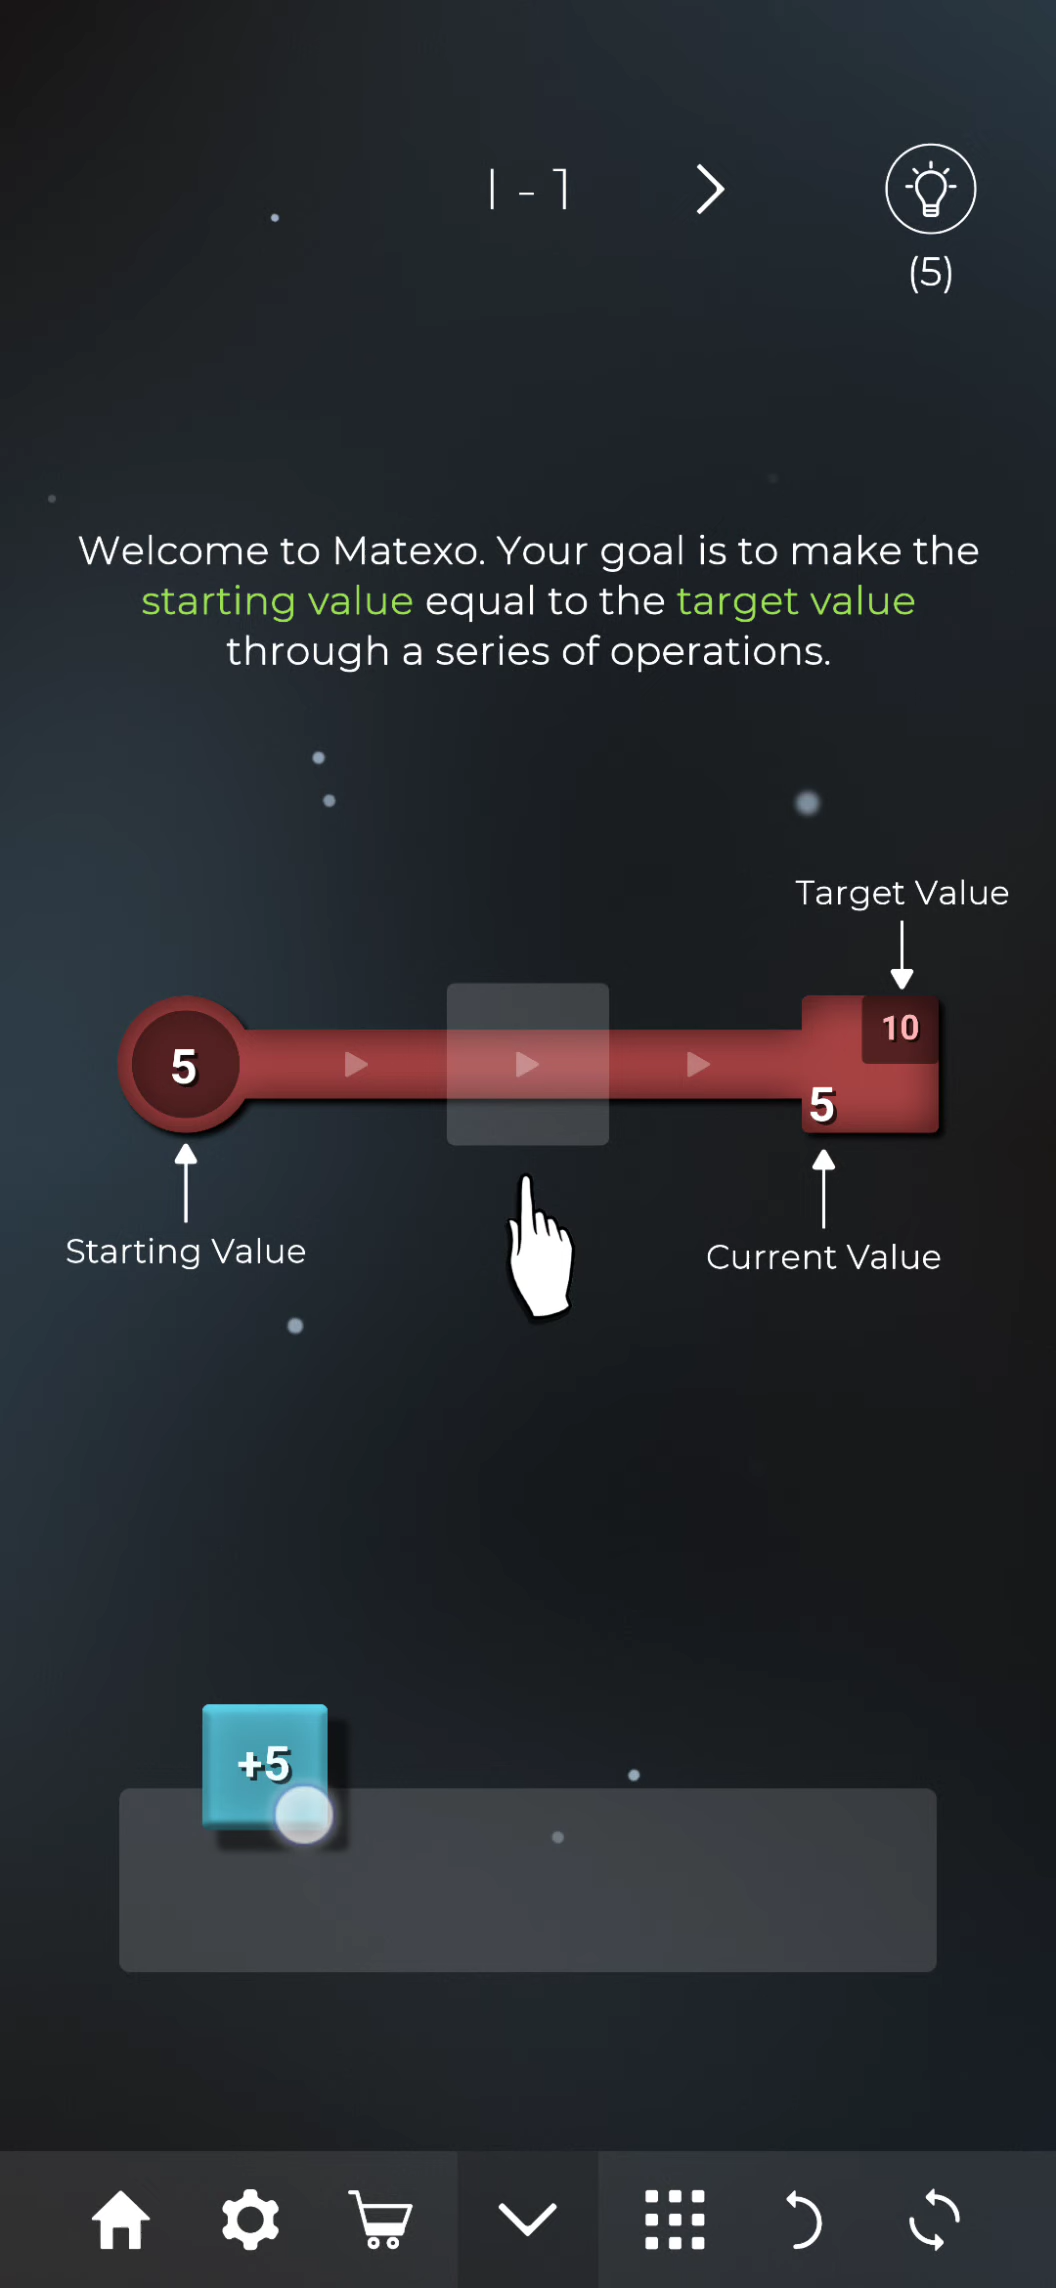 I - 1
(5)
Welcome to Matexo. Your goal is to make the
starting value equal to the target value
through a series of operations.
Target Value
10
5
5
Starting Value
Current Value
+5